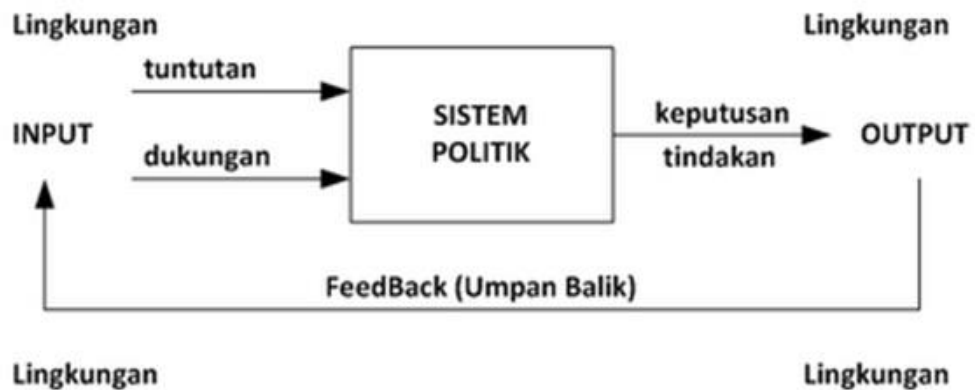 Lingkungan
Lingkungan
tuntutan
SISTEM
POLITIK
keputusan
INPUT
OUTPUT
dukungan
tindakan
FeedBack (Umpan Balik)
Lingkungan
Lingkungan